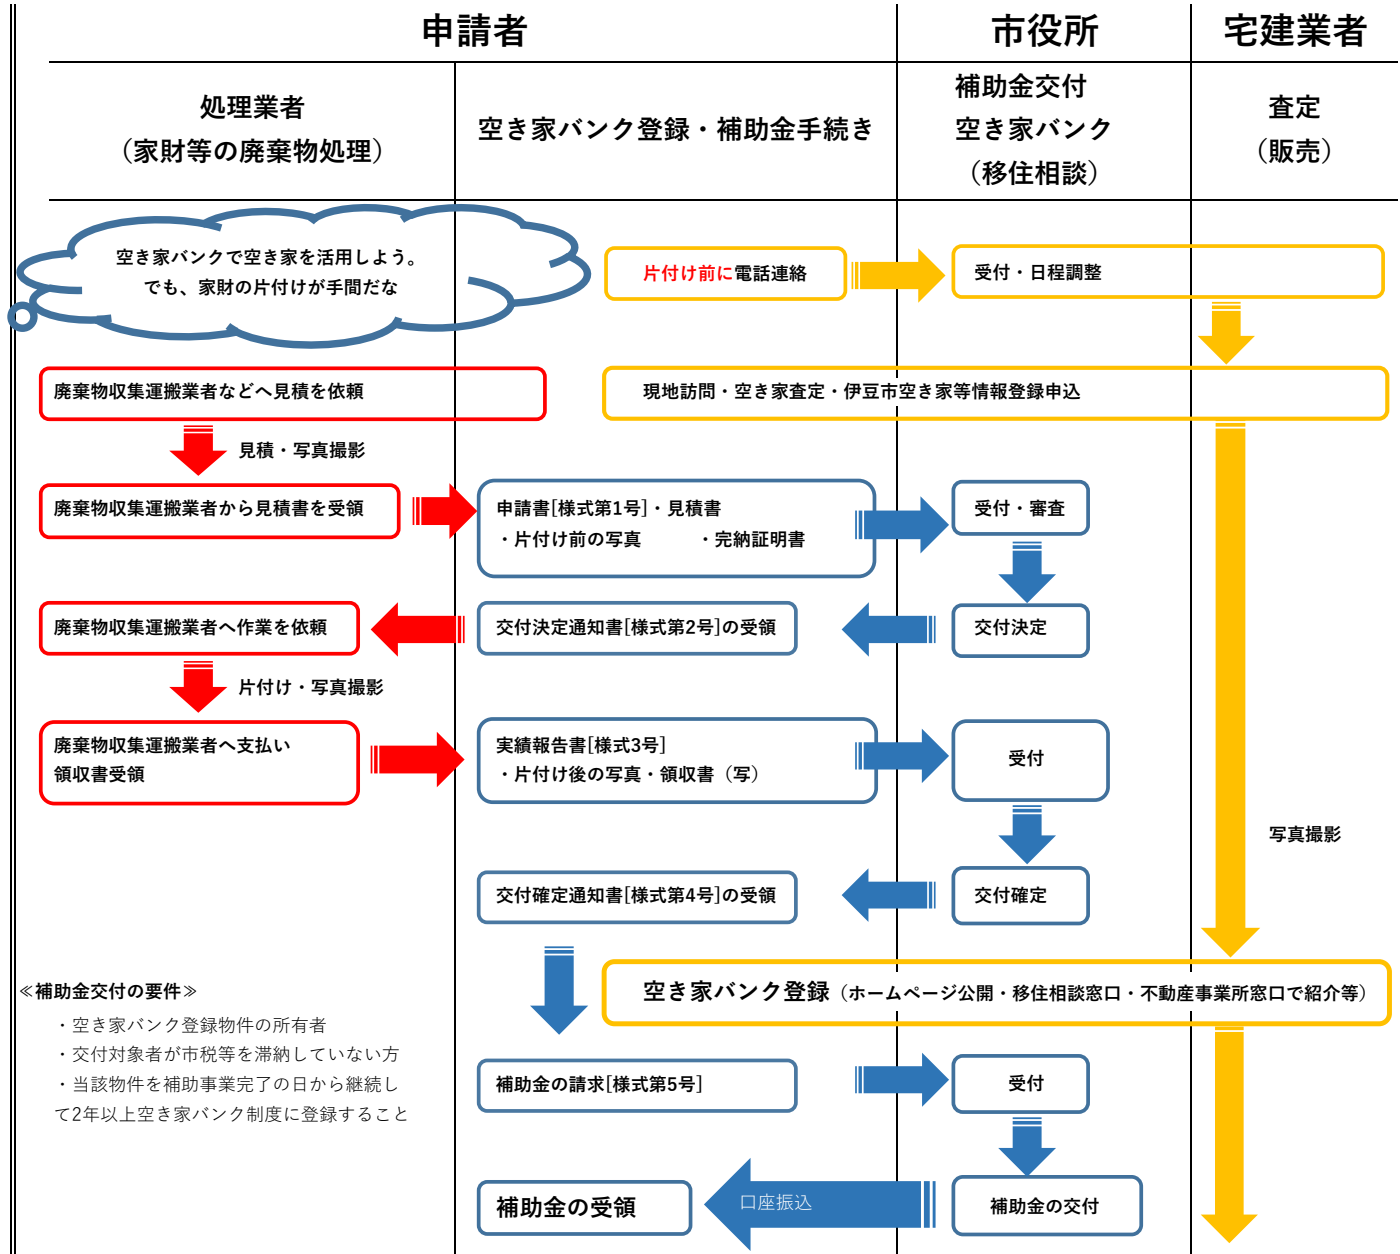 申請者
市役所
宅建業者
処理業者
（家財等の廃棄物処理）
空き家バンク登録・補助金手続き
補助金交付
空き家バンク
（移住相談）
査定
（販売）
空き家バンクで空き家を活用しよう。
でも、家財の片付けが手間だな
片付け前に電話連絡
受付・日程調整
廃棄物収集運搬業者などへ見積を依頼
現地訪問・空き家査定・伊豆市空き家等情報登録申込
見積・写真撮影
廃棄物収集運搬業者から見積書を受領
申請書[様式第1号]・見積書
・片付け前の写真　　　・完納証明書
受付・審査
廃棄物収集運搬業者へ作業を依頼
交付決定通知書[様式第2号]の受領
交付決定
片付け・写真撮影
廃棄物収集運搬業者へ支払い
領収書受領
実績報告書[様式3号]
・片付け後の写真・領収書（写）
受付
写真撮影
交付確定通知書[様式第4号]の受領
交付確定
空き家バンク登録（ホームページ公開・移住相談窓口・不動産事業所窓口で紹介等）
≪補助金交付の要件≫
・空き家バンク登録物件の所有者
・交付対象者が市税等を滞納していない方
・当該物件を補助事業完了の日から継続し
て2年以上空き家バンク制度に登録すること
補助金の請求[様式第5号]
受付
補助金の受領
口座振込
補助金の交付